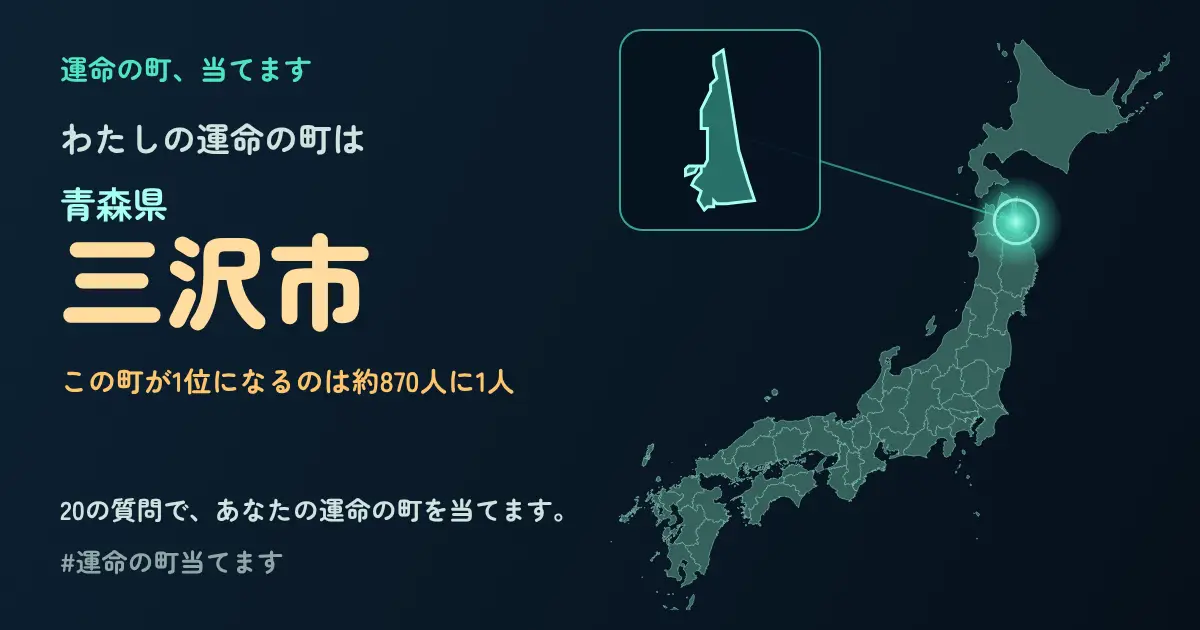 運命の町、当てます
わたしの運命の町は
青森県
三沢市
この町が1位になるのは約870人に1人
20の質問で、あなたの運命の町を当てます。
#運命の町当てます